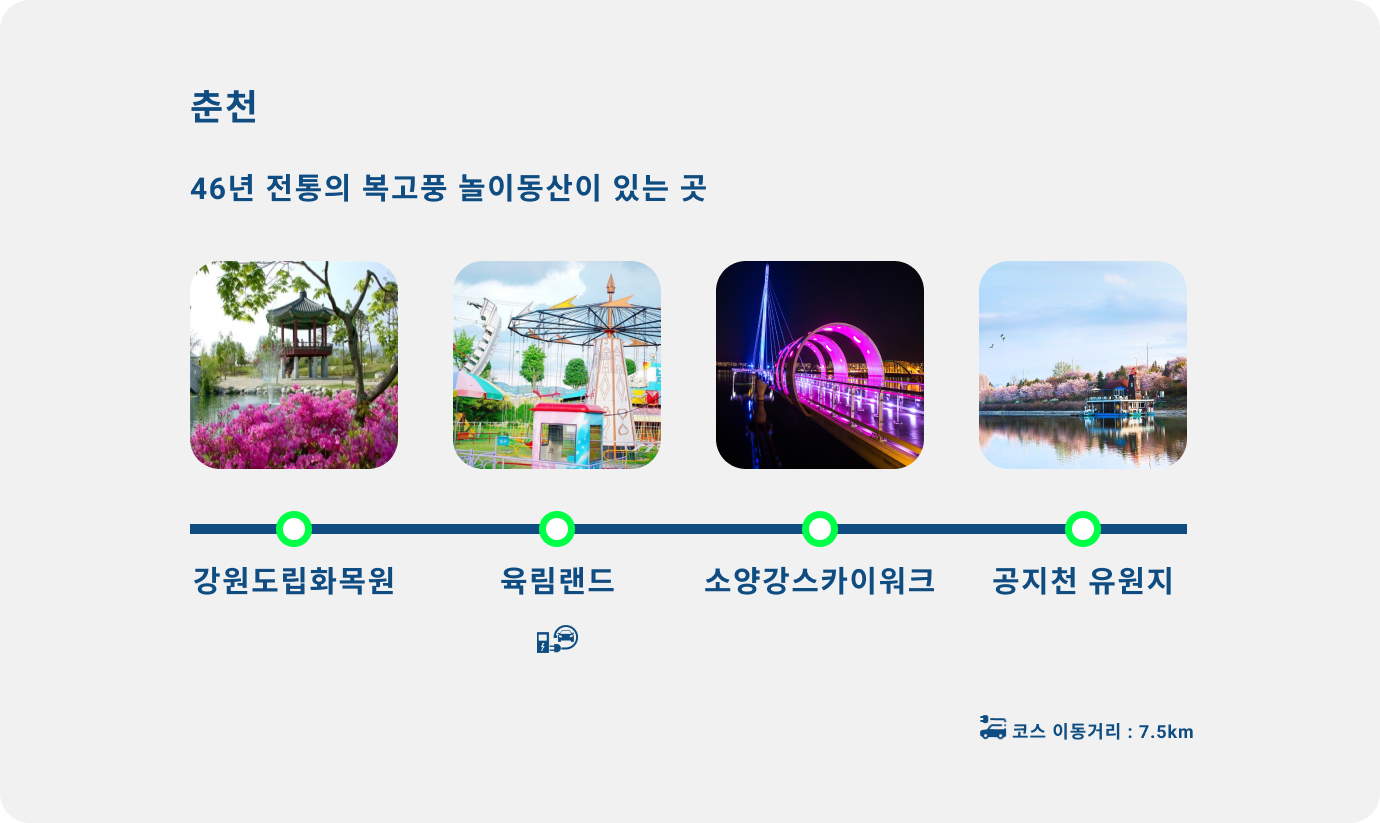 춘천
46년 전통의 복고풍 놀이동산이 있는 곳
강원도립화목원
육림랜드
소양강스카이워크
공지천 유원지
코스 이동거리 : 7.5km